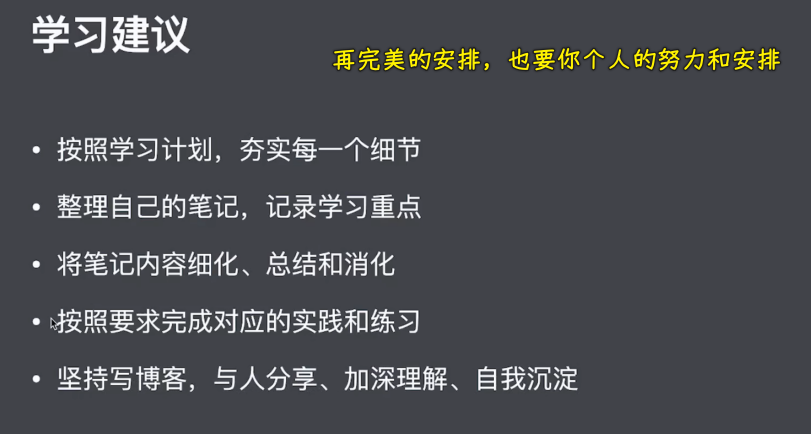 学习建议
再完美的安排，也要你个人的努力和安排
• 按照学习计划，夯实每一个细节
• 整理自己的笔记，记录学习重点
• 将笔记内容细化、总结和消化
• 按照要求完成对应的实践和练习
• 坚持写博客，与人分享、加深理解、自我沉淀